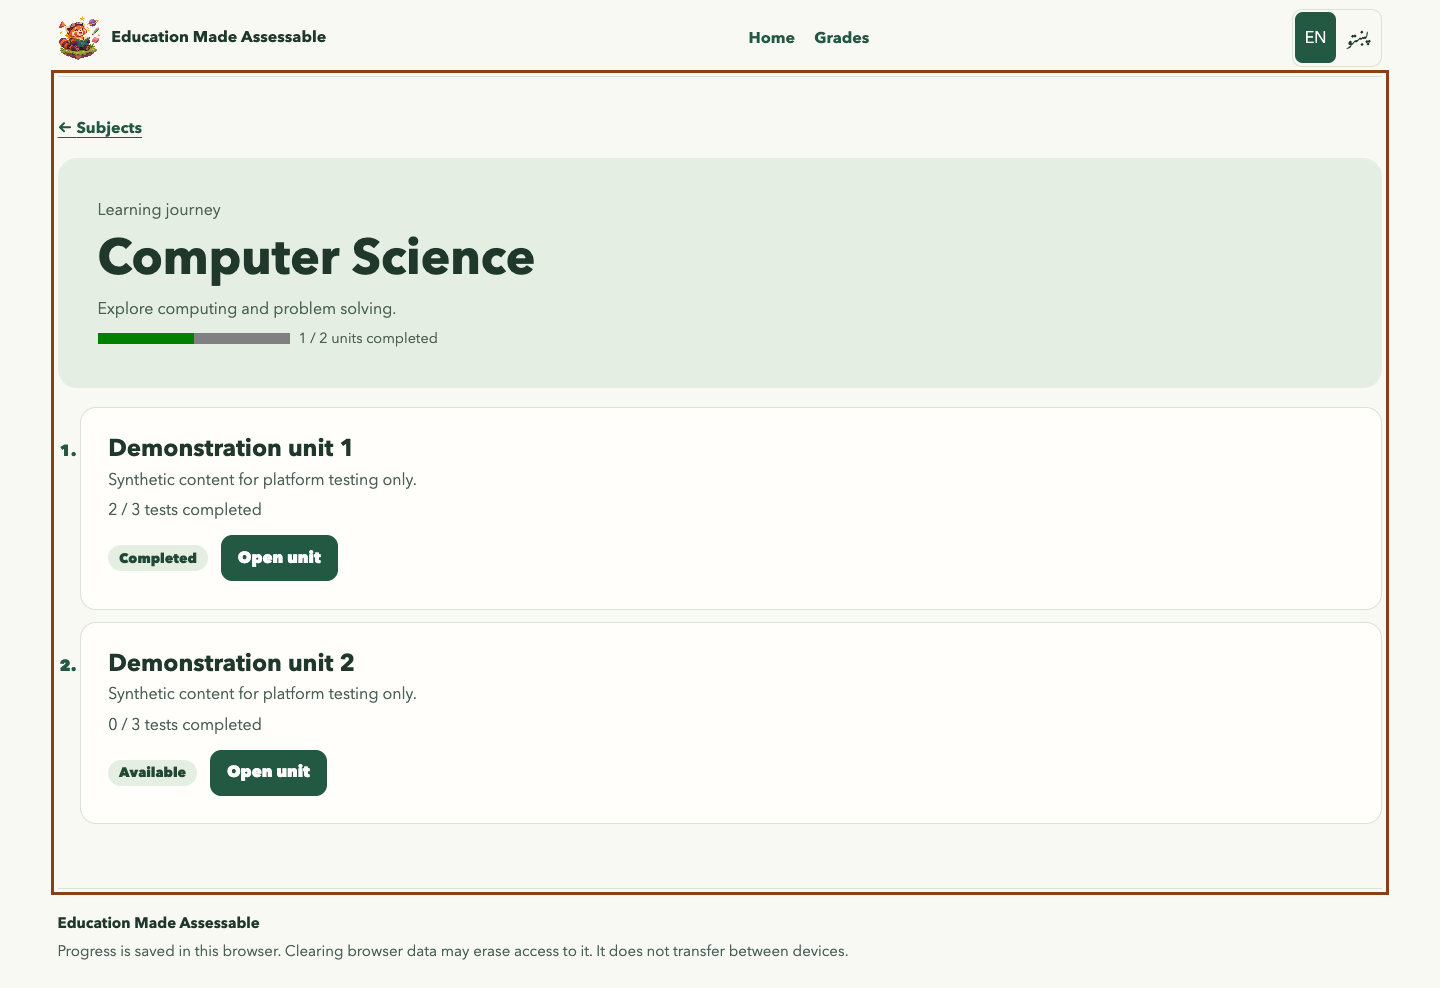 Education Made Assessable
Home Grades
EN پښتو
← Subjects
Learning journey
Computer Science
Explore computing and problem solving.
1 / 2 units completed
1. Demonstration unit 1
Synthetic content for platform testing only.
2 / 3 tests completed
Completed Open unit
2. Demonstration unit 2
Synthetic content for platform testing only.
0 / 3 tests completed
Available Open unit
Education Made Assessable
Progress is saved in this browser. Clearing browser data may erase access to it. It does not transfer between devices.